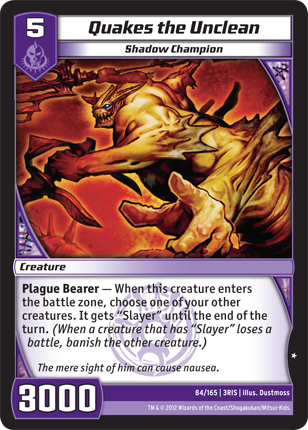 5
Quakes the Unclean
Shadow Champion
Creature
Plague Bearer — When this creature enters
the battle zone, choose one of your other
creatures. It gets "Slayer" until the end of the
turn. (When a creature that has "Slayer" loses a
battle, banish the other creature.)
The mere sight of him can cause nausea.
3000
84/165 | 3RIS | illus. Dustmoss
TM & © 2012 Wizards of the Coast/Shogakukan/Mitsui-Kids.